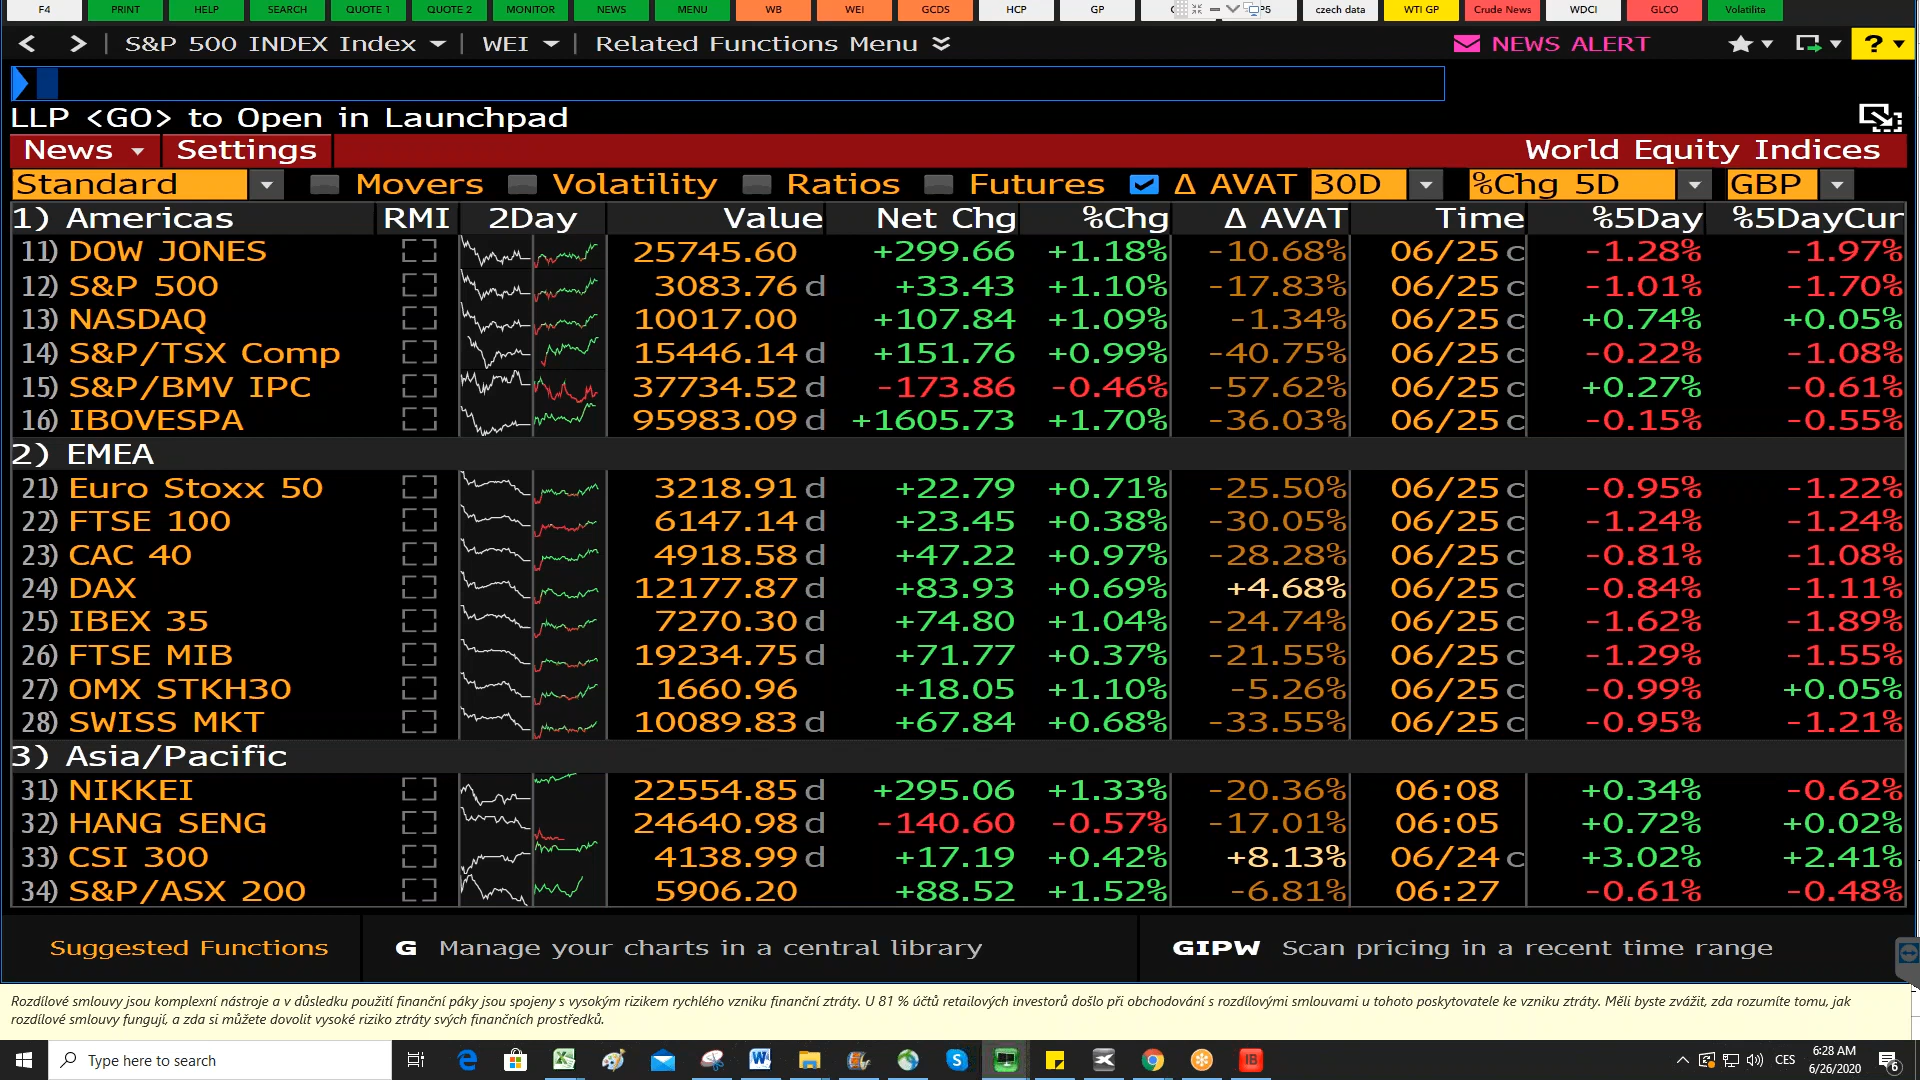 F4 PRINT HELP SEARCH QUOTE 1 QUOTE 2 MONITOR NEWS MENU WB WEI GCDS HCP GP czech data WTI GP Crude News WDCI GLCO Volatilita
S&P 500 INDEX Index WEI Related Functions Menu NEWS ALERT ?
LLP <GO> to Open in Launchpad
News Settings World Equity Indices
Standard Movers Volatility Ratios Futures Δ AVAT 30D %Chg 5D GBP
1) Americas RMI 2Day Value Net Chg %Chg Δ AVAT Time %5Day %5DayCur
11) DOW JONES 25745.60 +299.66 +1.18% -10.68% 06/25 c -1.28% -1.97%
12) S&P 500 3083.76 d +33.43 +1.10% -17.83% 06/25 c -1.01% -1.70%
13) NASDAQ 10017.00 +107.84 +1.09% -1.34% 06/25 c +0.74% +0.05%
14) S&P/TSX Comp 15446.14 d +151.76 +0.99% -40.75% 06/25 c -0.22% -1.08%
15) S&P/BMV IPC 37734.52 d -173.86 -0.46% -57.62% 06/25 c +0.27% -0.61%
16) IBOVESPA 95983.09 d +1605.73 +1.70% -36.03% 06/25 c -0.15% -0.55%
2) EMEA
21) Euro Stoxx 50 3218.91 d +22.79 +0.71% -25.50% 06/25 c -0.95% -1.22%
22) FTSE 100 6147.14 d +23.45 +0.38% -30.05% 06/25 c -1.24% -1.24%
23) CAC 40 4918.58 d +47.22 +0.97% -28.28% 06/25 c -0.81% -1.08%
24) DAX 12177.87 d +83.93 +0.69% +4.68% 06/25 c -0.84% -1.11%
25) IBEX 35 7270.30 d +74.80 +1.04% -24.74% 06/25 c -1.62% -1.89%
26) FTSE MIB 19234.75 d +71.77 +0.37% -21.55% 06/25 c -1.29% -1.55%
27) OMX STKH30 1660.96 +18.05 +1.10% -5.26% 06/25 c -0.99% +0.05%
28) SWISS MKT 10089.83 d +67.84 +0.68% -33.55% 06/25 c -0.95% -1.21%
3) Asia/Pacific
31) NIKKEI 22554.85 d +295.06 +1.33% -20.36% 06:08 +0.34% -0.62%
32) HANG SENG 24640.98 d -140.60 -0.57% -17.01% 06:05 +0.72% +0.02%
33) CSI 300 4138.99 d +17.19 +0.42% +8.13% 06/24 c +3.02% +2.41%
34) S&P/ASX 200 5906.20 +88.52 +1.52% -6.81% 06:27 -0.61% -0.48%
Suggested Functions G Manage your charts in a central library GIPW Scan pricing in a recent time range
Rozdílové smlouvy jsou komplexní nástroje a v důsledku použití finanční páky jsou spojeny s vysokým rizikem rychlého vzniku finanční ztráty. U 81 % účtů retailových investorů došlo při obchodování s rozdílovými smlouvami u tohoto poskytovatele ke vzniku ztráty. Měli byste zvážit, zda rozumíte tomu, jak
rozdílové smlouvy fungují, a zda si můžete dovolit vysoké riziko ztráty svých finančních prostředků.
Type here to search CES 6:28 AM
6/26/2020 6